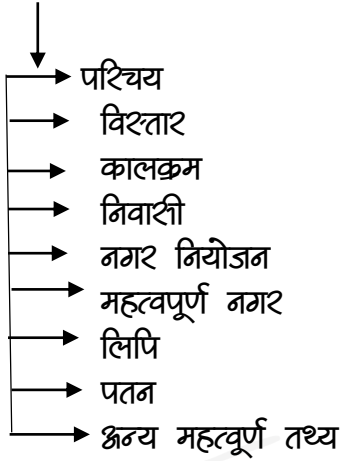 परिचय
विस्तार
कालक्रम
निवासी
नगर नियोजन
महत्वपूर्ण नगर
लिपि
पतन
अन्य महत्वूर्ण तथ्य